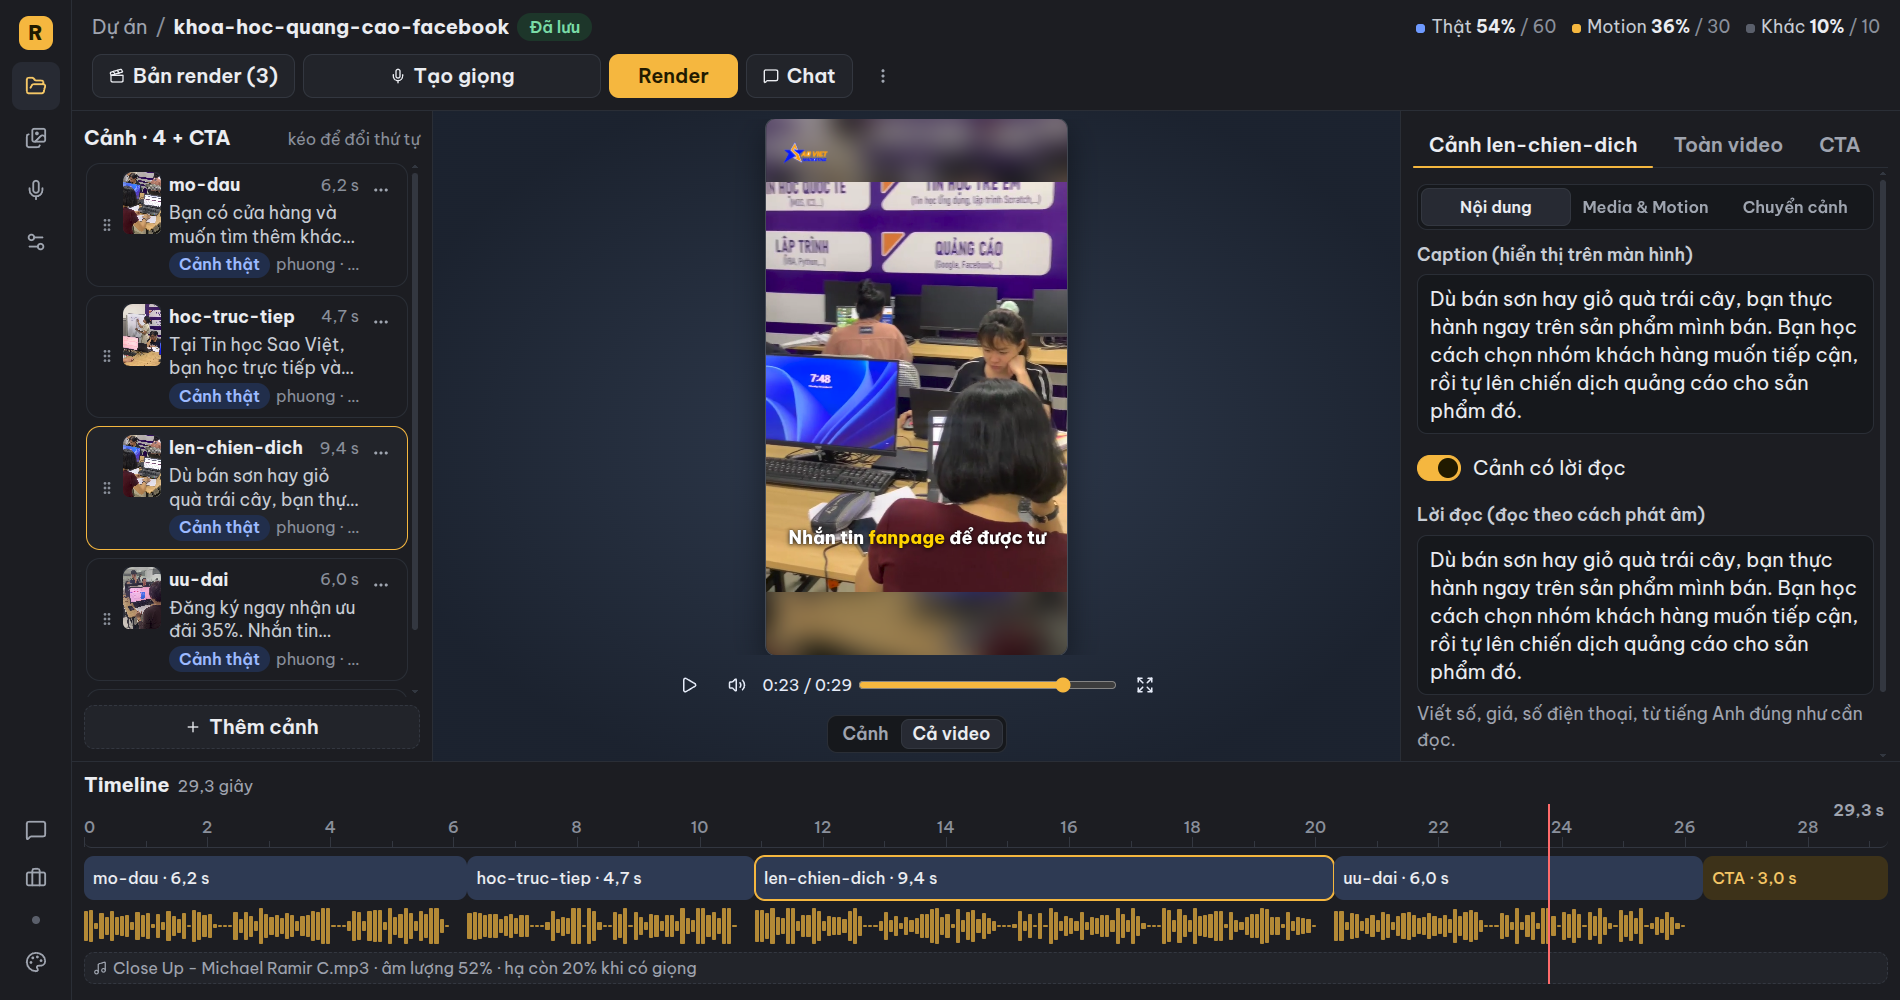 R
Dự án / khoa-hoc-quang-cao-facebook Đã lưu
Thật 54% / 60 Motion 36% / 30 Khác 10% / 10
Bản render (3) Tạo giọng Render Chat
Cảnh · 4 + CTA kéo để đổi thứ tự
mo-dau 6,2 s
Bạn có cửa hàng và
muốn tìm thêm khác...
Cảnh thật phuong · ...
hoc-truc-tiep 4,7 s
Tại Tin học Sao Việt,
bạn học trực tiếp và...
Cảnh thật phuong · ...
len-chien-dich 9,4 s
Dù bán sơn hay giỏ
quà trái cây, bạn thự...
Cảnh thật phuong · ...
uu-dai 6,0 s
Đăng ký ngay nhận ưu
đãi 35%. Nhắn tin...
Cảnh thật phuong · ...
+ Thêm cảnh
TIN HỌC TRẺ EM
(Tin học Ứng dụng, lập trình Scratch,...)
LẬP TRÌNH
QUẢNG CÁO
(Google, Facebook,...)
7:48
Nhắn tin fanpage để được tư
0:23 / 0:29
Cảnh Cả video
Cảnh len-chien-dich Toàn video CTA
Nội dung Media & Motion Chuyển cảnh
Caption (hiển thị trên màn hình)
Dù bán sơn hay giỏ quà trái cây, bạn thực
hành ngay trên sản phẩm mình bán. Bạn học
cách chọn nhóm khách hàng muốn tiếp cận,
rồi tự lên chiến dịch quảng cáo cho sản
phẩm đó.
Cảnh có lời đọc
Lời đọc (đọc theo cách phát âm)
Dù bán sơn hay giỏ quà trái cây, bạn thực
hành ngay trên sản phẩm mình bán. Bạn học
cách chọn nhóm khách hàng muốn tiếp cận,
rồi tự lên chiến dịch quảng cáo cho sản
phẩm đó.
Viết số, giá, số điện thoại, từ tiếng Anh đúng như cần
đọc.
Timeline 29,3 giây
29,3 s
0 2 4 6 8 10 12 14 16 18 20 22 24 26 28
mo-dau · 6,2 s hoc-truc-tiep · 4,7 s len-chien-dich · 9,4 s uu-dai · 6,0 s CTA · 3,0 s
Close Up - Michael Ramir C.mp3 · âm lượng 52% · hạ còn 20% khi có giọng